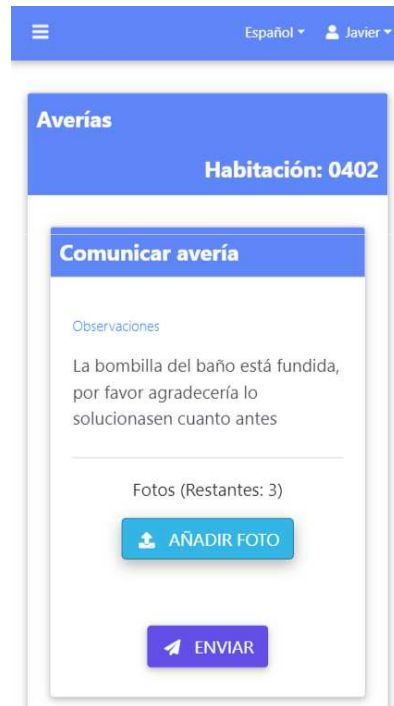 Español Javier
Averías
Habitación: 0402
Comunicar avería
Observaciones
La bombilla del baño está fundida,
por favor agradecería lo
solucionasen cuanto antes
Fotos (Restantes: 3)
AÑADIR FOTO
ENVIAR